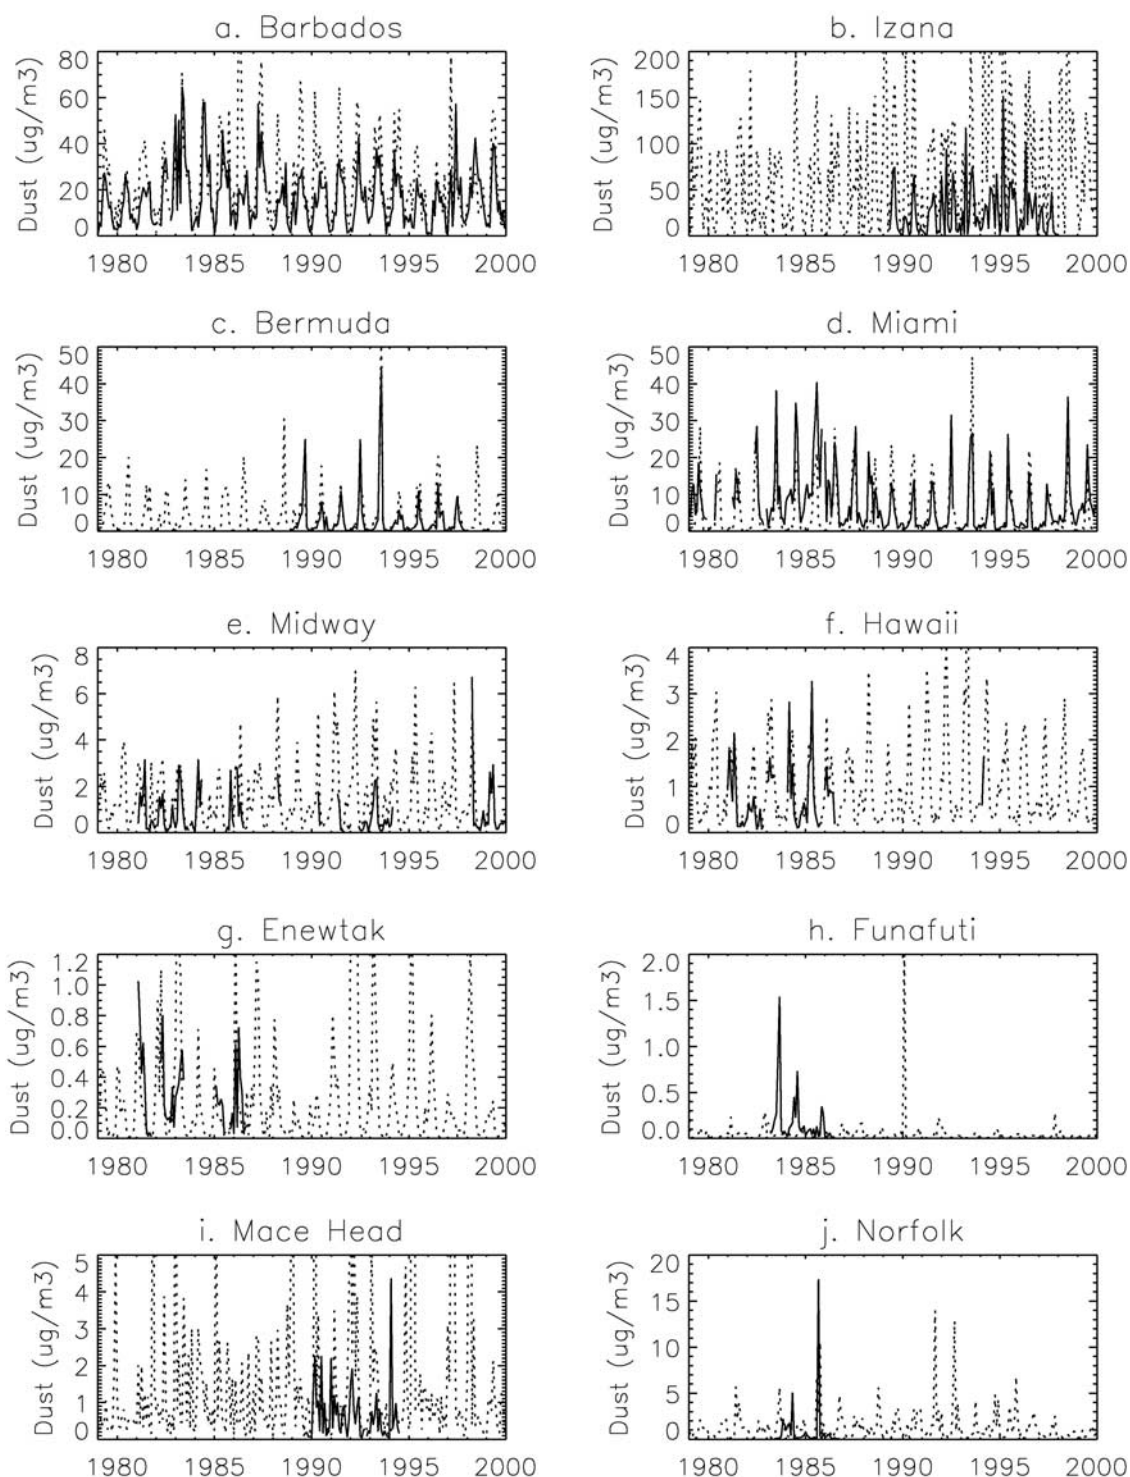 a. Barbados
Dust (ug/m3)
80
60
40
20
0
1980 1985 1990 1995 2000
b. Izana
Dust (ug/m3)
200
150
100
50
0
1980 1985 1990 1995 2000
c. Bermuda
Dust (ug/m3)
50
40
30
20
10
0
1980 1985 1990 1995 2000
d. Miami
Dust (ug/m3)
50
40
30
20
10
0
1980 1985 1990 1995 2000
e. Midway
Dust (ug/m3)
8
6
4
2
0
1980 1985 1990 1995 2000
f. Hawaii
Dust (ug/m3)
4
3
2
1
0
1980 1985 1990 1995 2000
g. Enewtak
Dust (ug/m3)
1.2
1.0
0.8
0.6
0.4
0.2
0.0
1980 1985 1990 1995 2000
h. Funafuti
Dust (ug/m3)
2.0
1.5
1.0
0.5
0.0
1980 1985 1990 1995 2000
i. Mace Head
Dust (ug/m3)
5
4
3
2
1
0
1980 1985 1990 1995 2000
j. Norfolk
Dust (ug/m3)
20
15
10
5
0
1980 1985 1990 1995 2000